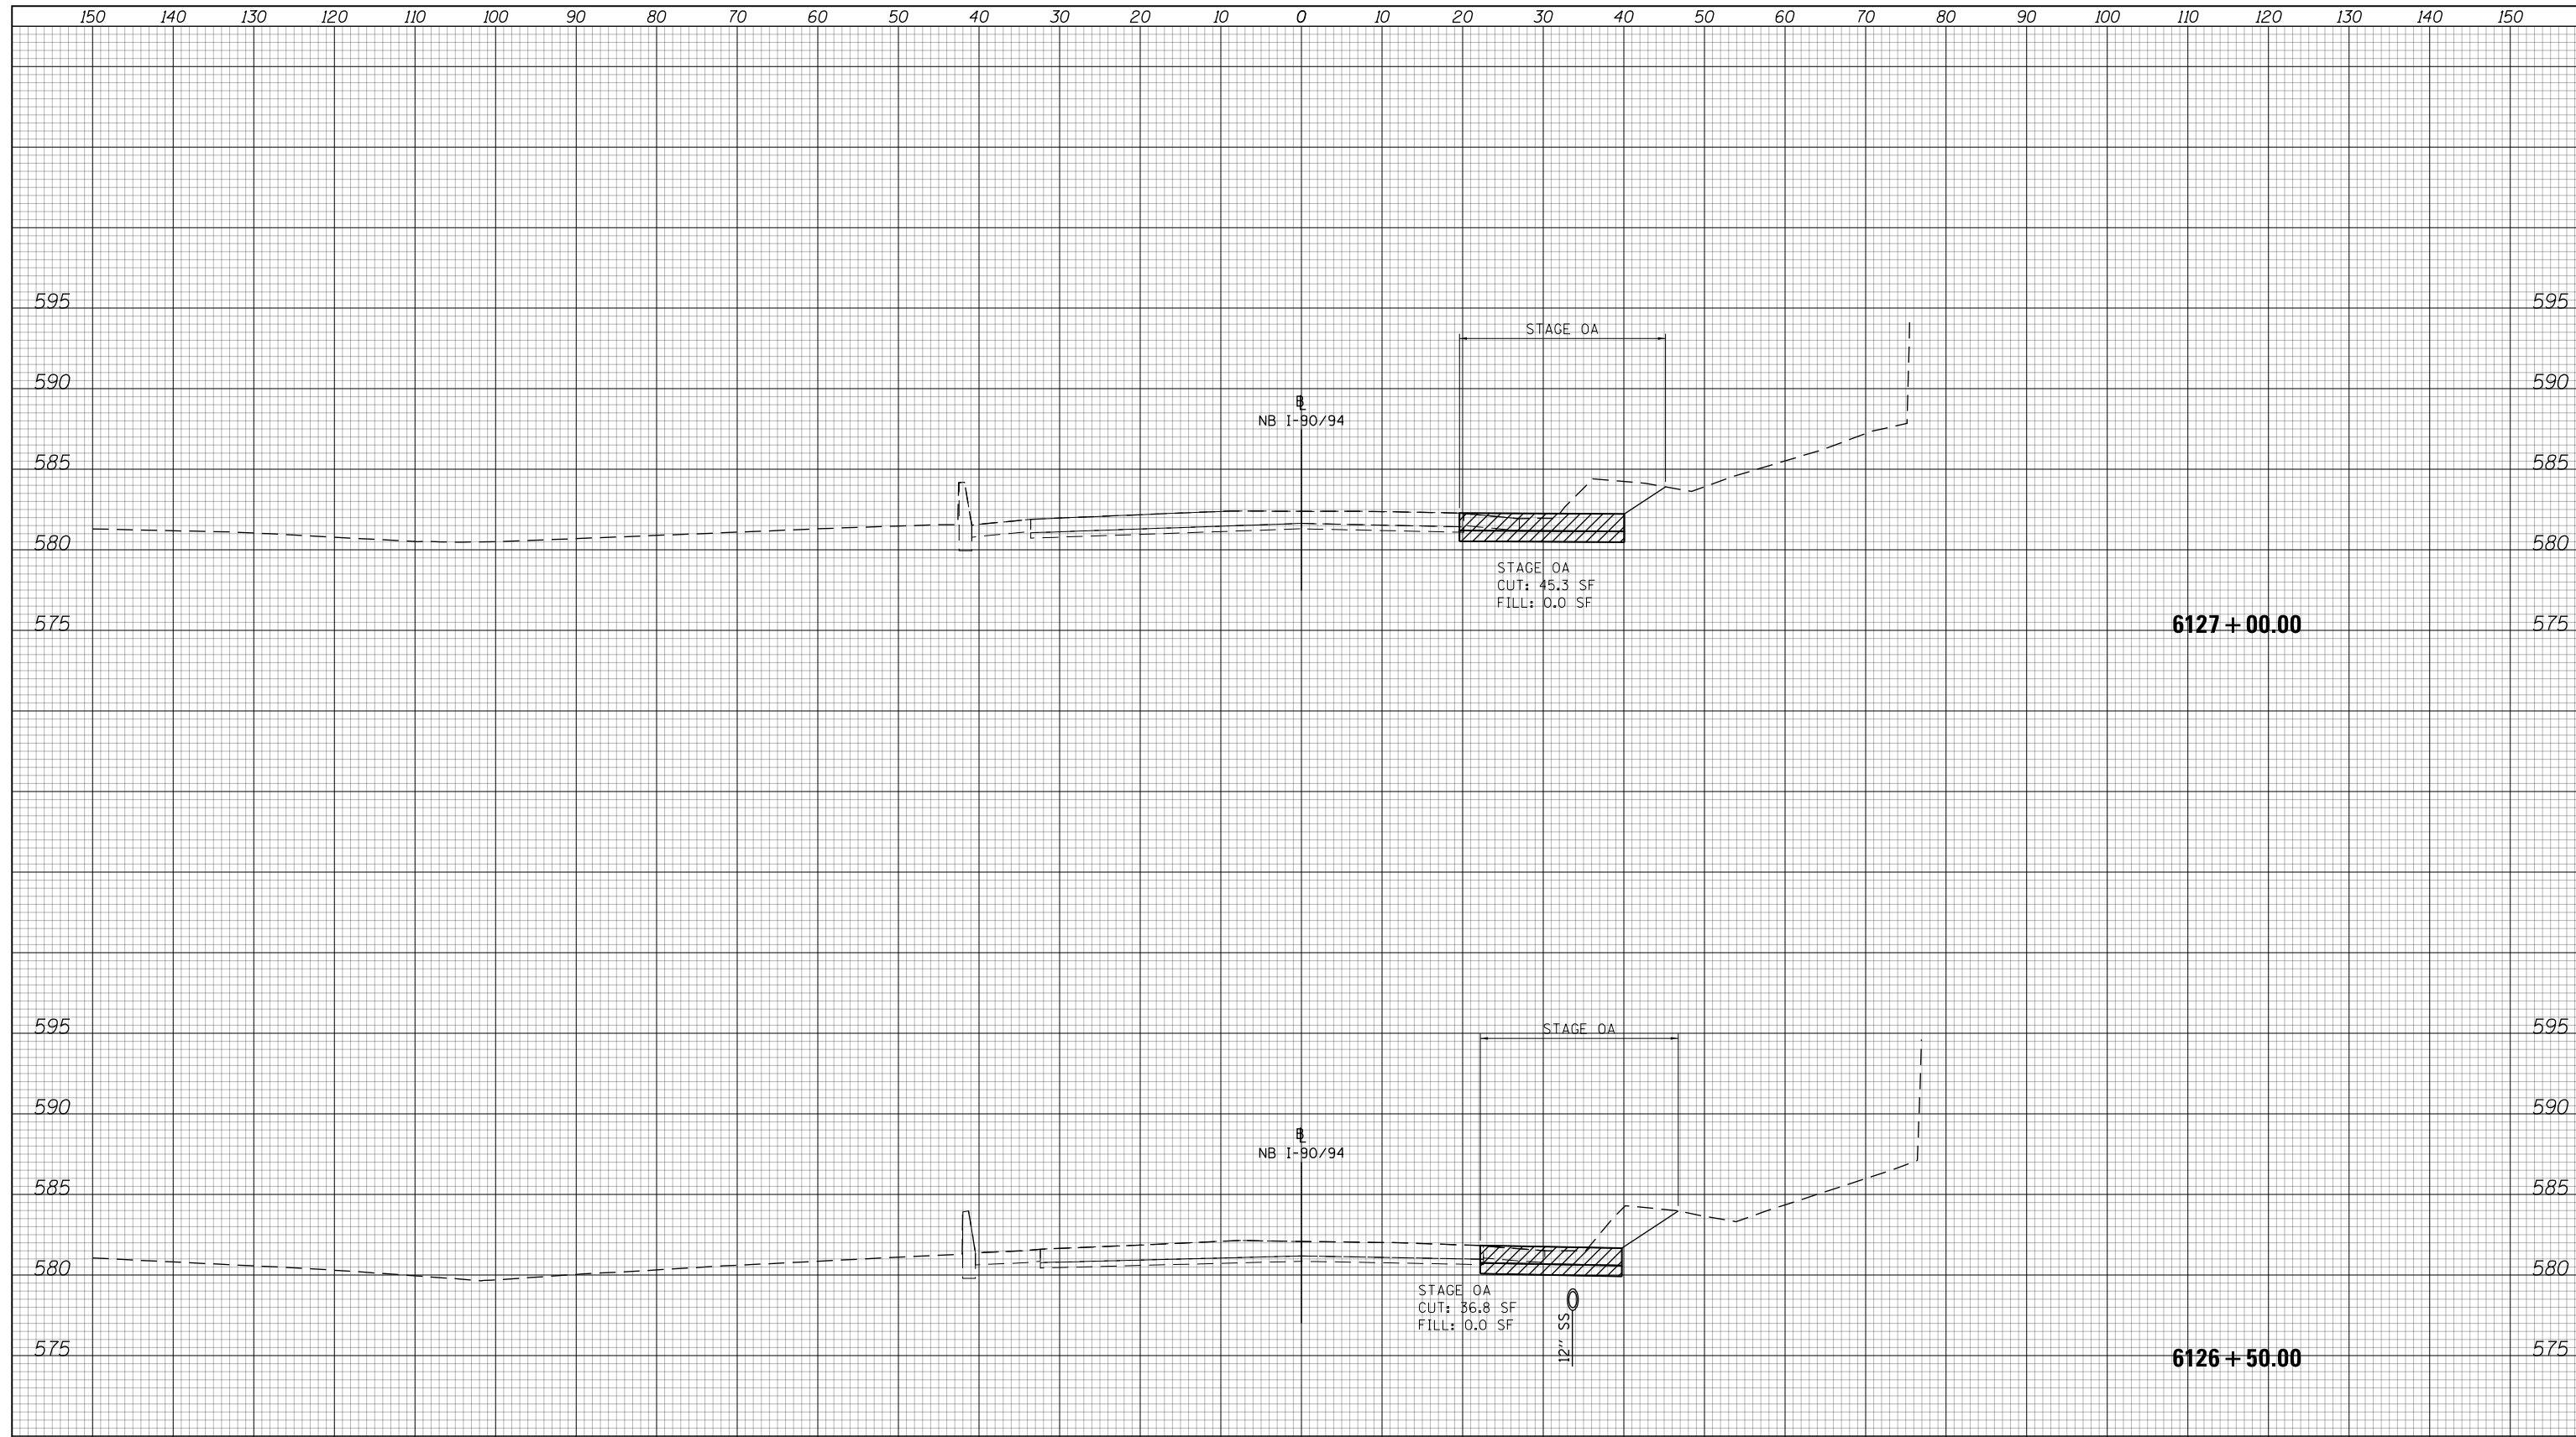 150 140 130 120 110 100 90 80 70 60 50 40 30 20 10 0 10 20 30 40 50 60 70 80 90 100 110 120 130 140 150
595 595
STAGE 0A
590 590
NB I-90/94
585 585
580 580
STAGE 0A
CUT: 45.3 SF
FILL: 0.0 SF
575 6127+00.00 575
595 595
STAGE 0A
590 590
NB I-90/94
585 585
580 580
STAGE 0A
CUT: 36.8 SF
FILL: 0.0 SF
12" SS
575 6126+50.00 575